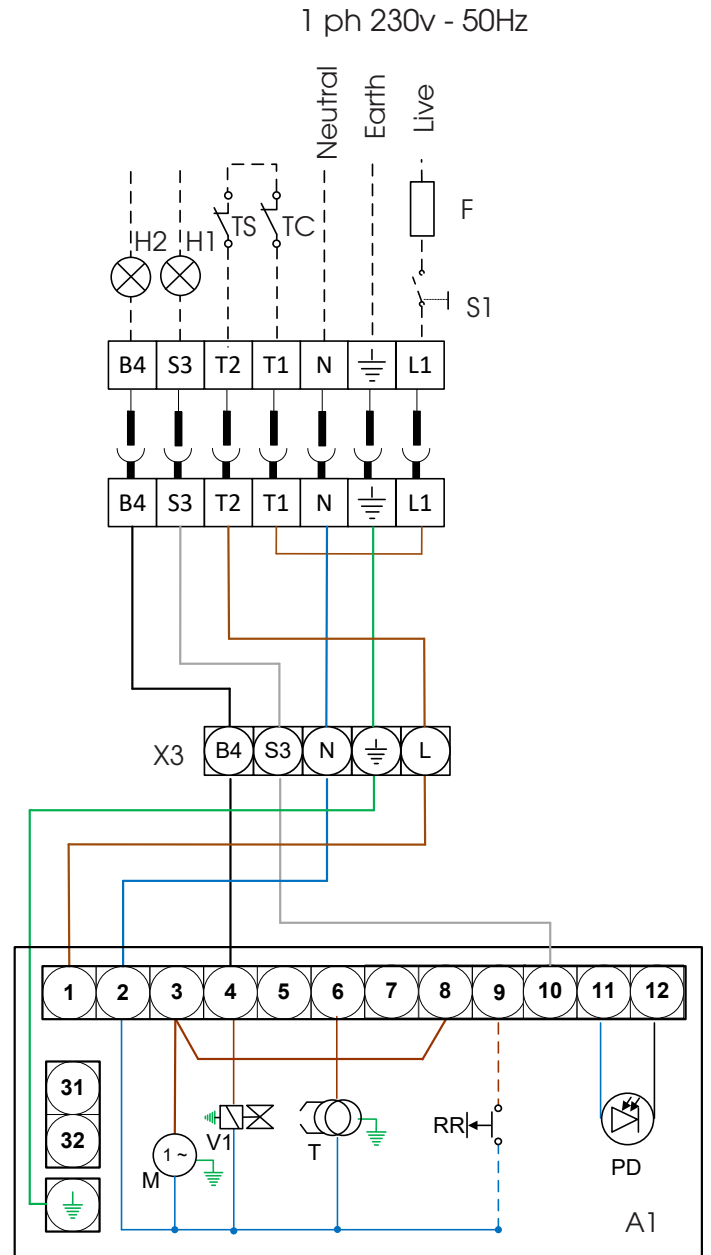 1 ph 230v - 50Hz
Neutral
Earth
Live
F
H2
H1
TS
TC
S1
B4 S3 T2 T1 N L1
B4 S3 T2 T1 N L1
X3
B4 S3 N L
1 2 3 4 5 6 7 8 9 10 11 12
31
32
V1
T
RR
1 ~
M
PD
A1